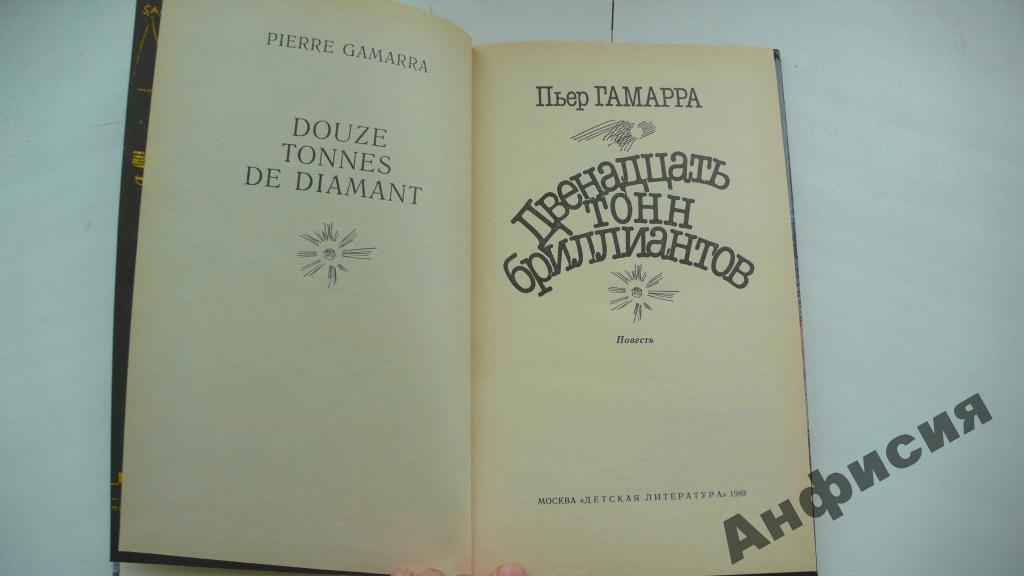 PIERRE GAMARRA
DOUZE
TONNES
DE DIAMANT
Пьер ГАМАРРА
Двенадцать
тонн
бриллиантов
Повесть
МОСКВА «ДЕТСКАЯ ЛИТЕРАТУРА» 1989
Анфисия